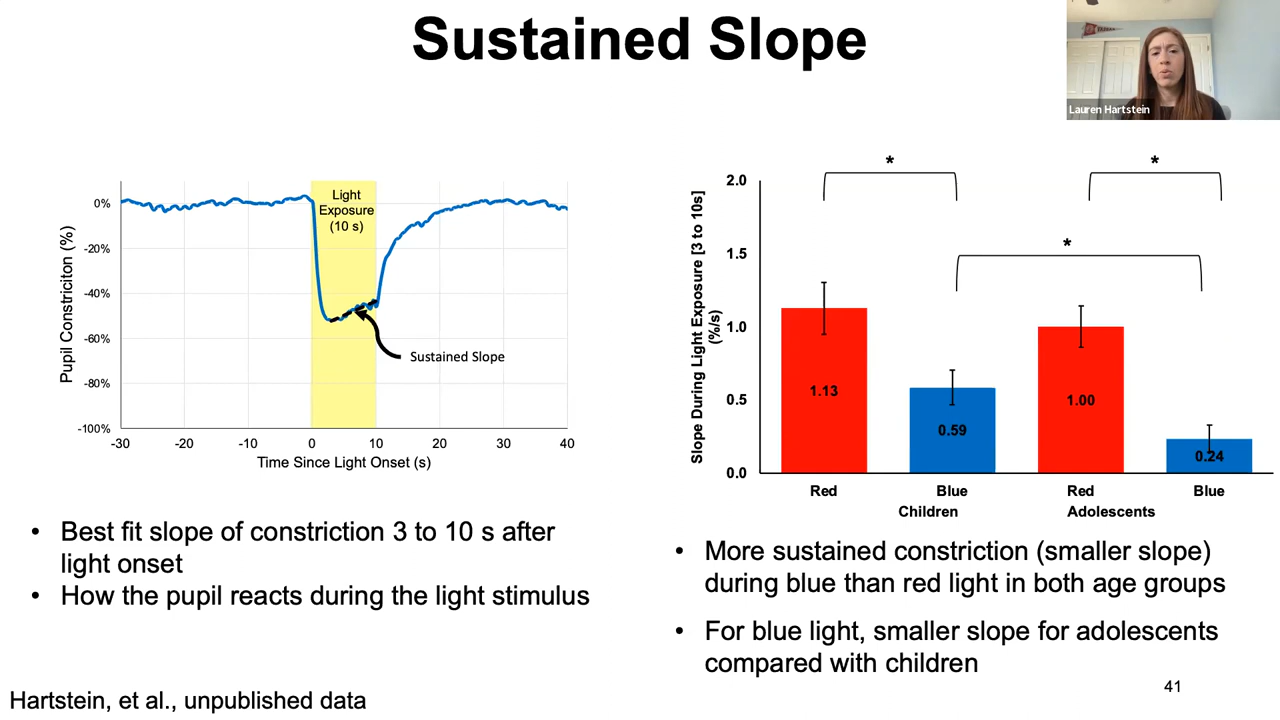 Sustained Slope
Lauren Hartstein
Light
Exposure
(10 s)
0%
-20%
-40%
-60%
-80%
-100%
Pupil Constriciton (%)
Sustained Slope
-30
-20
-10
0
10
20
30
40
Time Since Light Onset (s)
• Best fit slope of constriction 3 to 10 s after
light onset
• How the pupil reacts during the light stimulus
Hartstein, et al., unpublished data
Slope During Light Exposure [3 to 10s]
(%/s)
2.0
1.5
1.0
0.5
0.0
*
*
*
1.13
0.59
1.00
0.24
Red
Blue
Red
Blue
Children
Adolescents
• More sustained constriction (smaller slope)
during blue than red light in both age groups
• For blue light, smaller slope for adolescents
compared with children
41